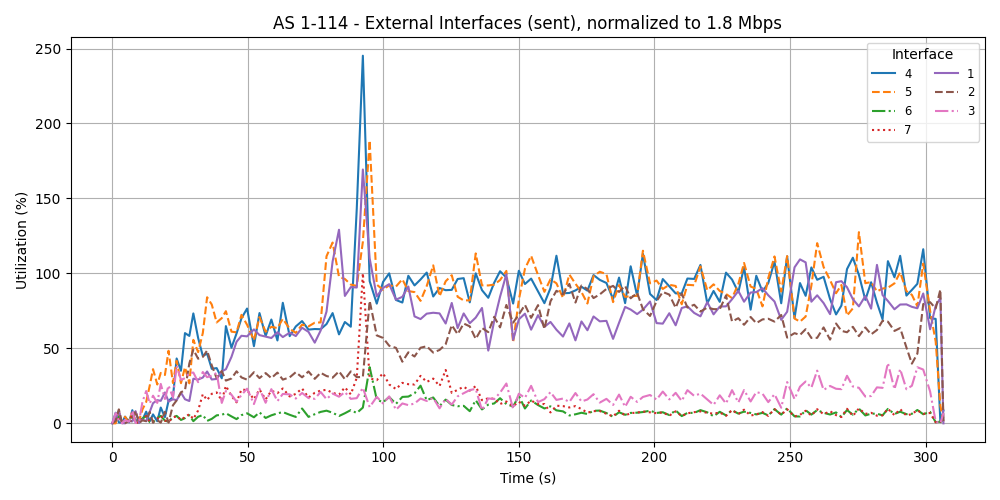 AS 1-114 - External Interfaces (sent), normalized to 1.8 Mbps
Interface
4 1
5 2
6 3
7
250
200
150
100
50
0
Utilization (%)
0 50 100 150 200 250 300
Time (s)